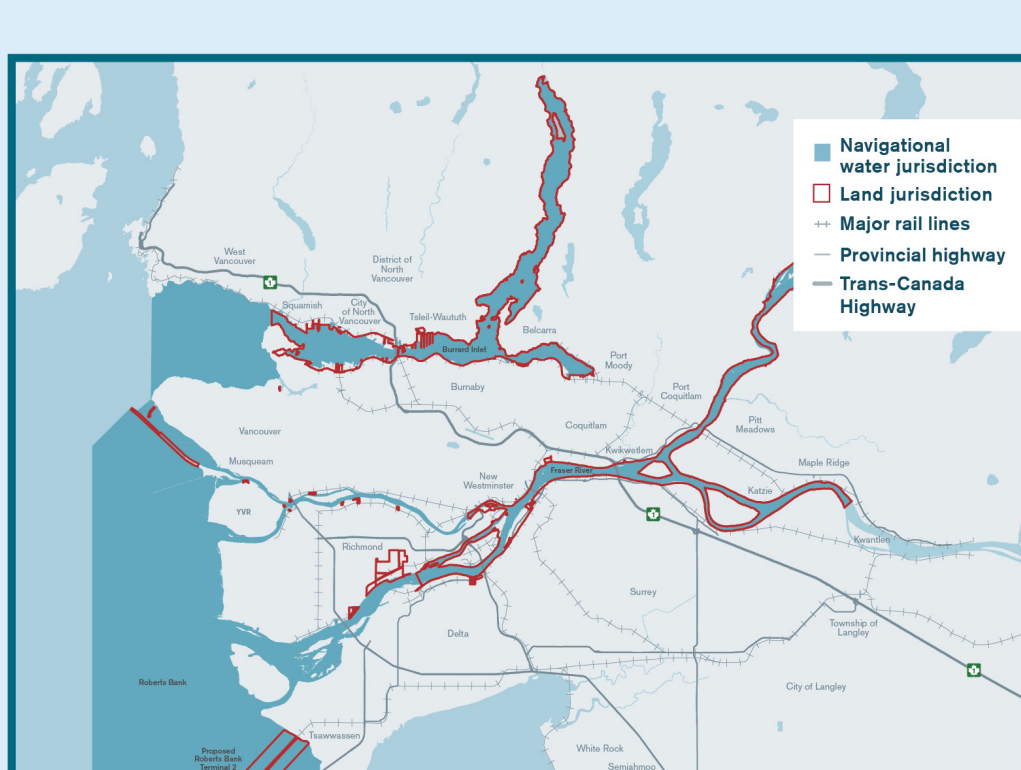 Navigational
water jurisdiction
Land jurisdiction
Major rail lines
Provincial highway
Trans-Canada
Highway
West
Vancouver
1
District of
North
Vancouver
Squamish
City
of North
Vancouver
Tsleil-Waututh
Burrard Inlet
Belcarra
Port
Moody
Burnaby
Port
Coquitlam
Coquitlam
Pitt
Meadows
Vancouver
Musqueam
Kwikwetlem
Maple Ridge
Fraser River
New
Westminster
Katzie
YVR
1
Kwantlen
Richmond
Surrey
Delta
Township of
Langley
1
Roberts Bank
City of Langley
Tsawwassen
Proposed
Roberts Bank
Terminal 2
White Rock
Semiahmoo